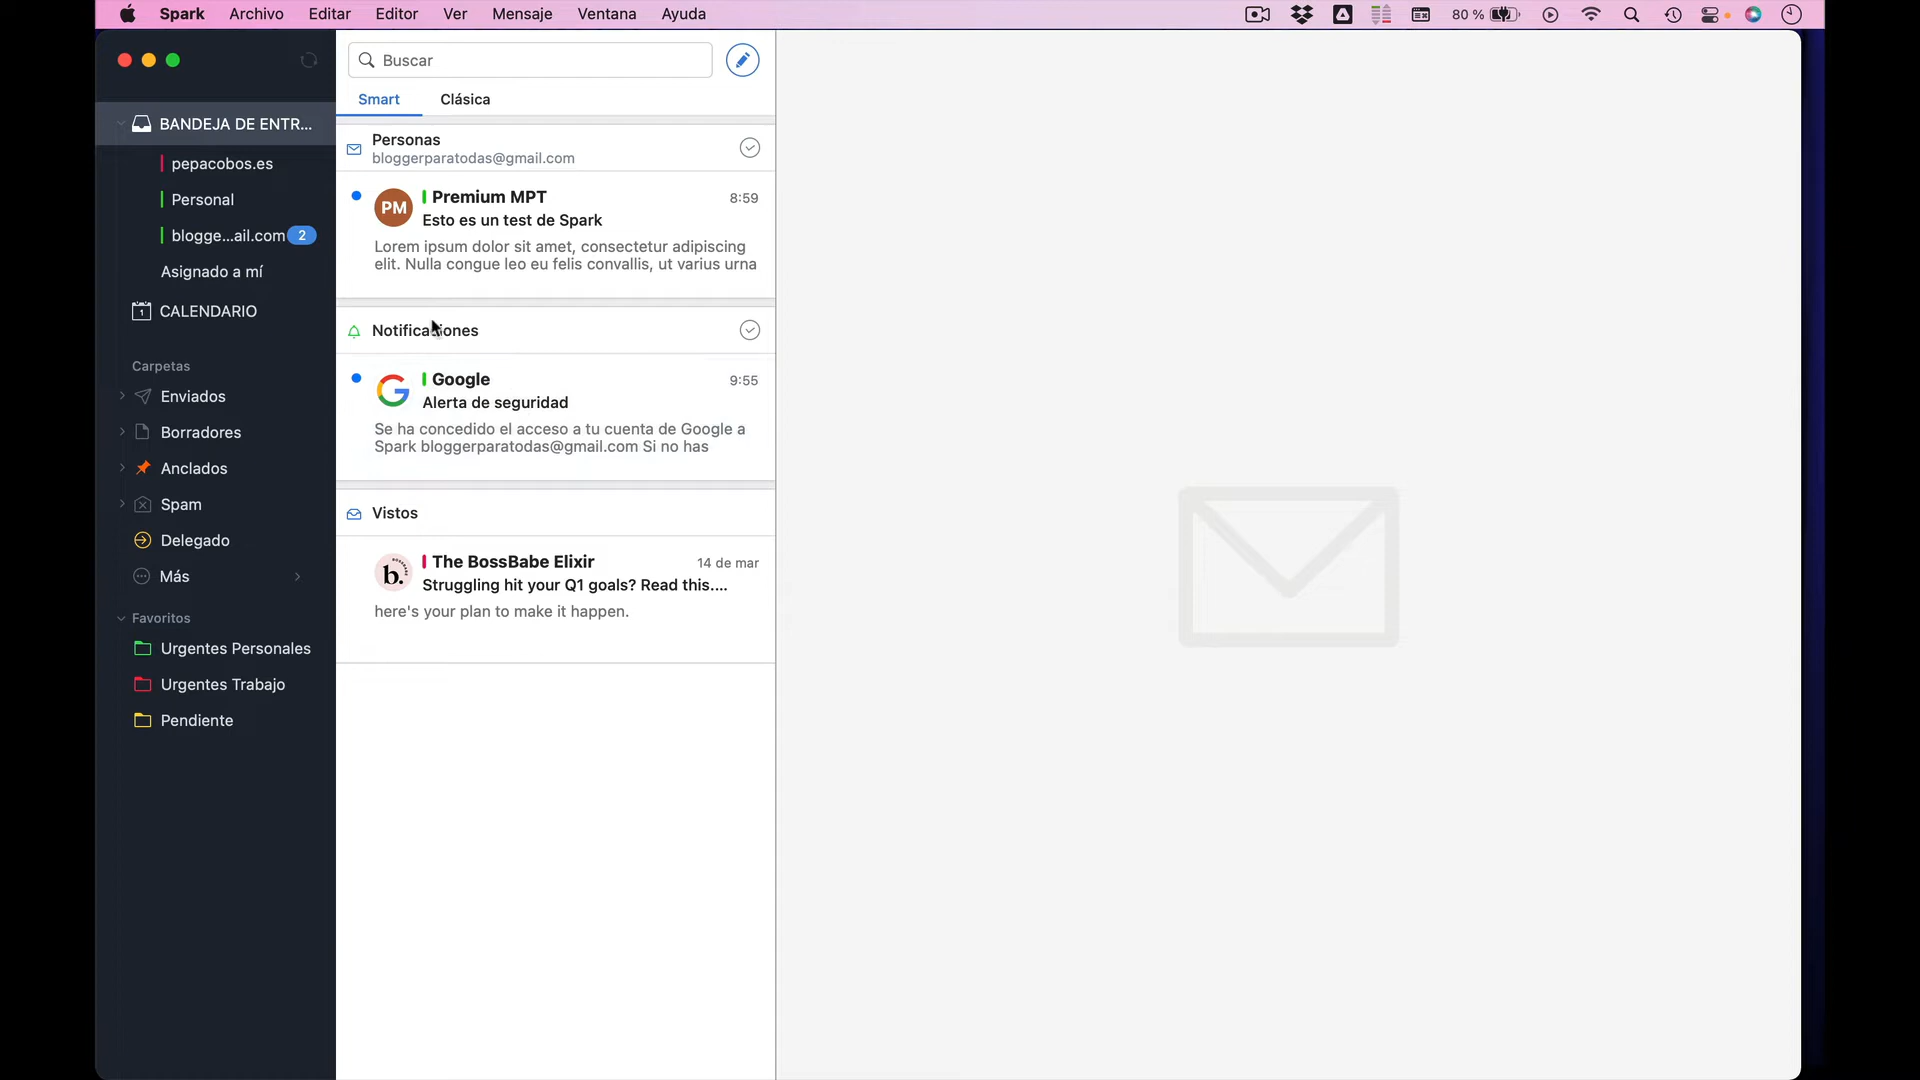 Spark Archivo Editar Editor Ver Mensaje Ventana Ayuda 80 %
Buscar
Smart Clásica
BANDEJA DE ENTR...
pepacobos.es
Personal
blogge...ail.com 2
Asignado a mí
1 CALENDARIO
Carpetas
Enviados
Borradores
Anclados
Spam
Delegado
Más
Favoritos
Urgentes Personales
Urgentes Trabajo
Pendiente
Personas
bloggerparatodas@gmail.com
PM Premium MPT 8:59
Esto es un test de Spark
Lorem ipsum dolor sit amet, consectetur adipiscing
elit. Nulla congue leo eu felis convallis, ut varius urna
Notificaciones
Google 9:55
Alerta de seguridad
Se ha concedido el acceso a tu cuenta de Google a
Spark bloggerparatodas@gmail.com Si no has
Vistos
b. The BossBabe Elixir 14 de mar
Struggling hit your Q1 goals? Read this....
here's your plan to make it happen.